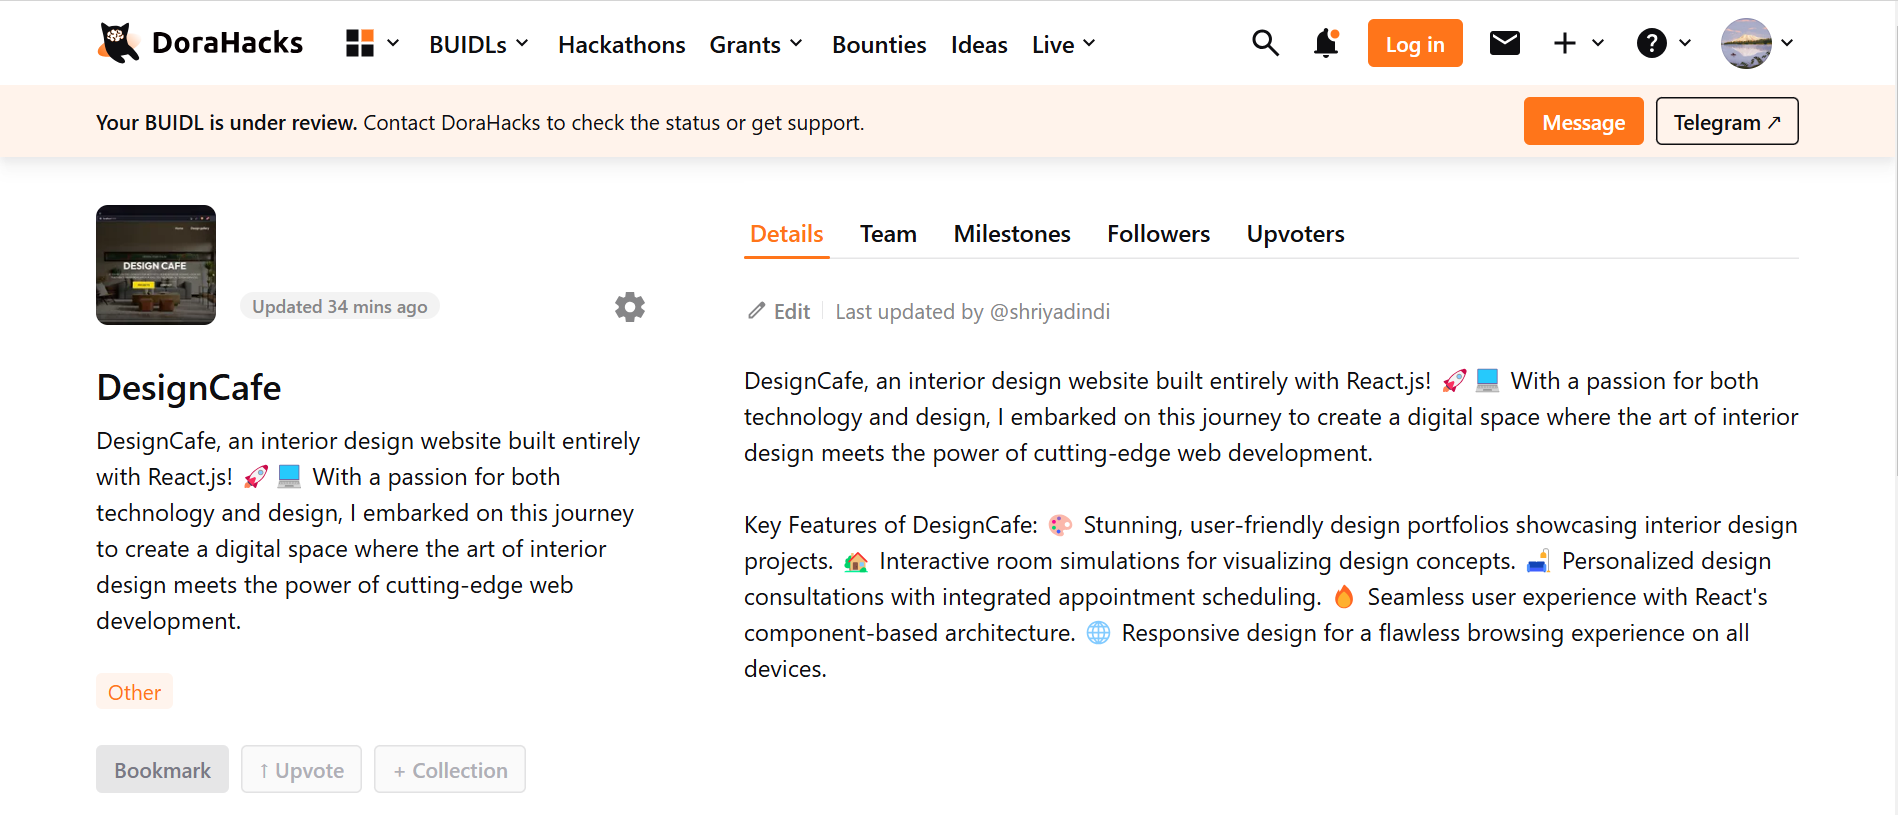 DoraHacks
BUIDLs
Hackathons
Grants
Bounties
Ideas
Live
Log in
Your BUIDL is under review. Contact DoraHacks to check the status or get support.
Message
Telegram ↗
DESIGN CAFE
Updated 34 mins ago
DesignCafe
DesignCafe, an interior design website built entirely
with React.js! 🚀 💻 With a passion for both
technology and design, I embarked on this journey
to create a digital space where the art of interior
design meets the power of cutting-edge web
development.
Other
Bookmark
↑ Upvote
+ Collection
Details
Team
Milestones
Followers
Upvoters
Edit
Last updated by @shriyadindi
DesignCafe, an interior design website built entirely with React.js! 🚀 💻 With a passion for both
technology and design, I embarked on this journey to create a digital space where the art of interior
design meets the power of cutting-edge web development.
Key Features of DesignCafe: 🎨 Stunning, user-friendly design portfolios showcasing interior design
projects. 🏡 Interactive room simulations for visualizing design concepts. 🛋️ Personalized design
consultations with integrated appointment scheduling. 🔥 Seamless user experience with React's
component-based architecture. 🌐 Responsive design for a flawless browsing experience on all
devices.